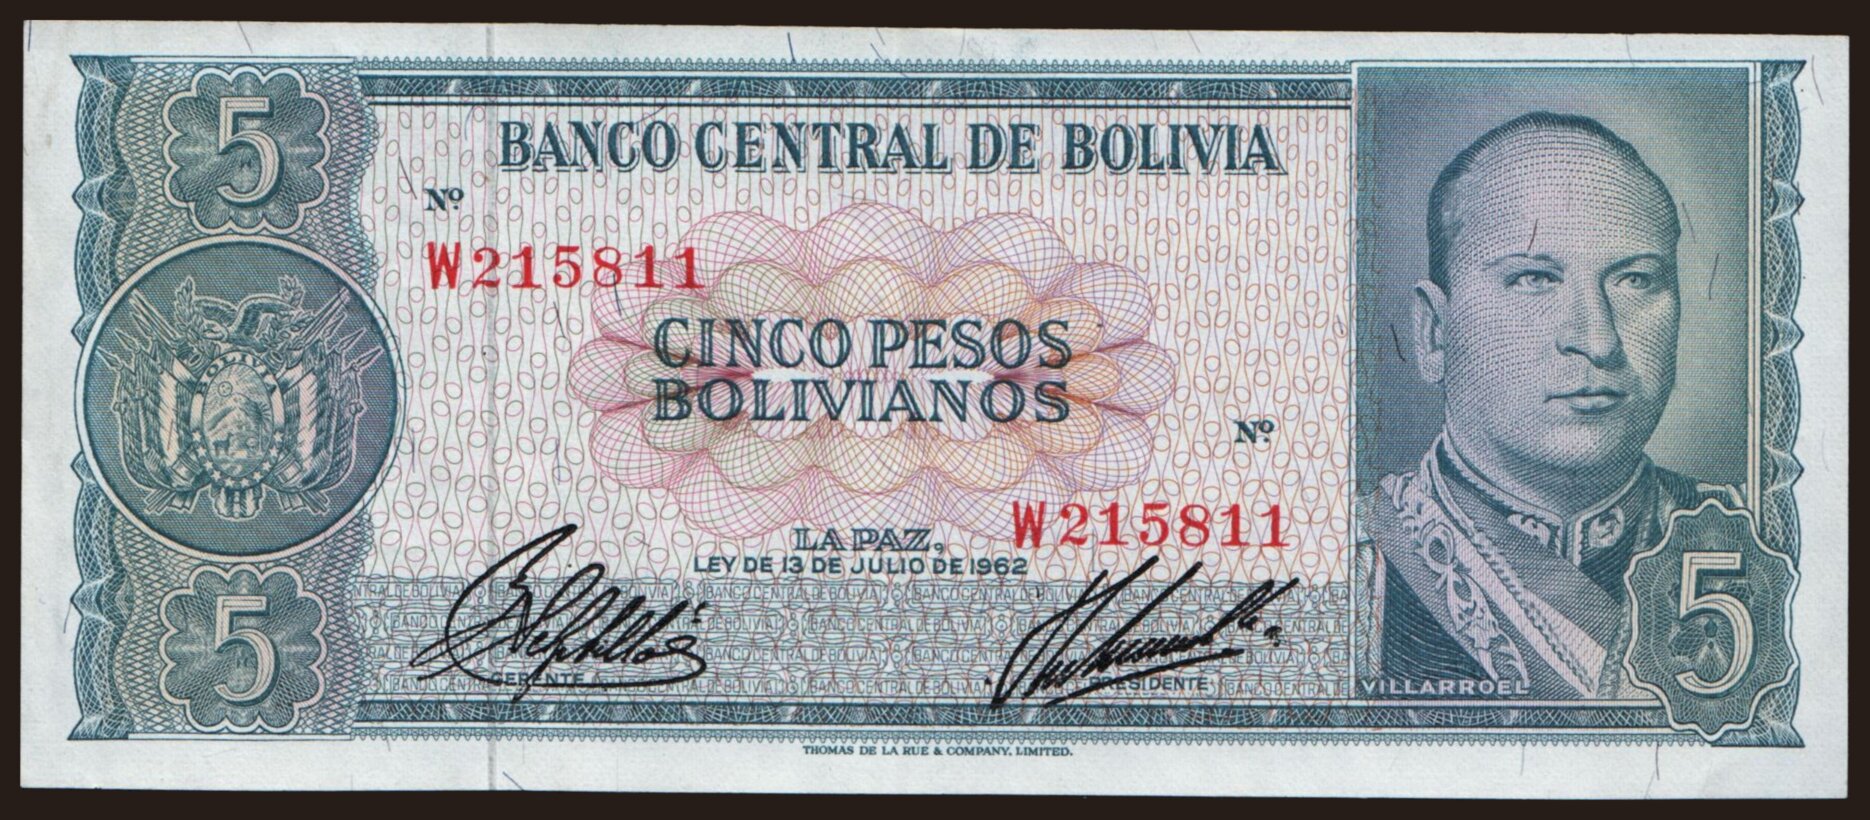 5
BANCO CENTRAL DE BOLIVIA
Nº
W215811
BOLIVIA
CINCO PESOS
BOLIVIANOS
Nº
W215811
LA PAZ,
LEY DE 13 DE JULIO DE 1962
5
GERENTE
PRESIDENTE
VILLARROEL
5
THOMAS DE LA RUE & COMPANY, LIMITED.